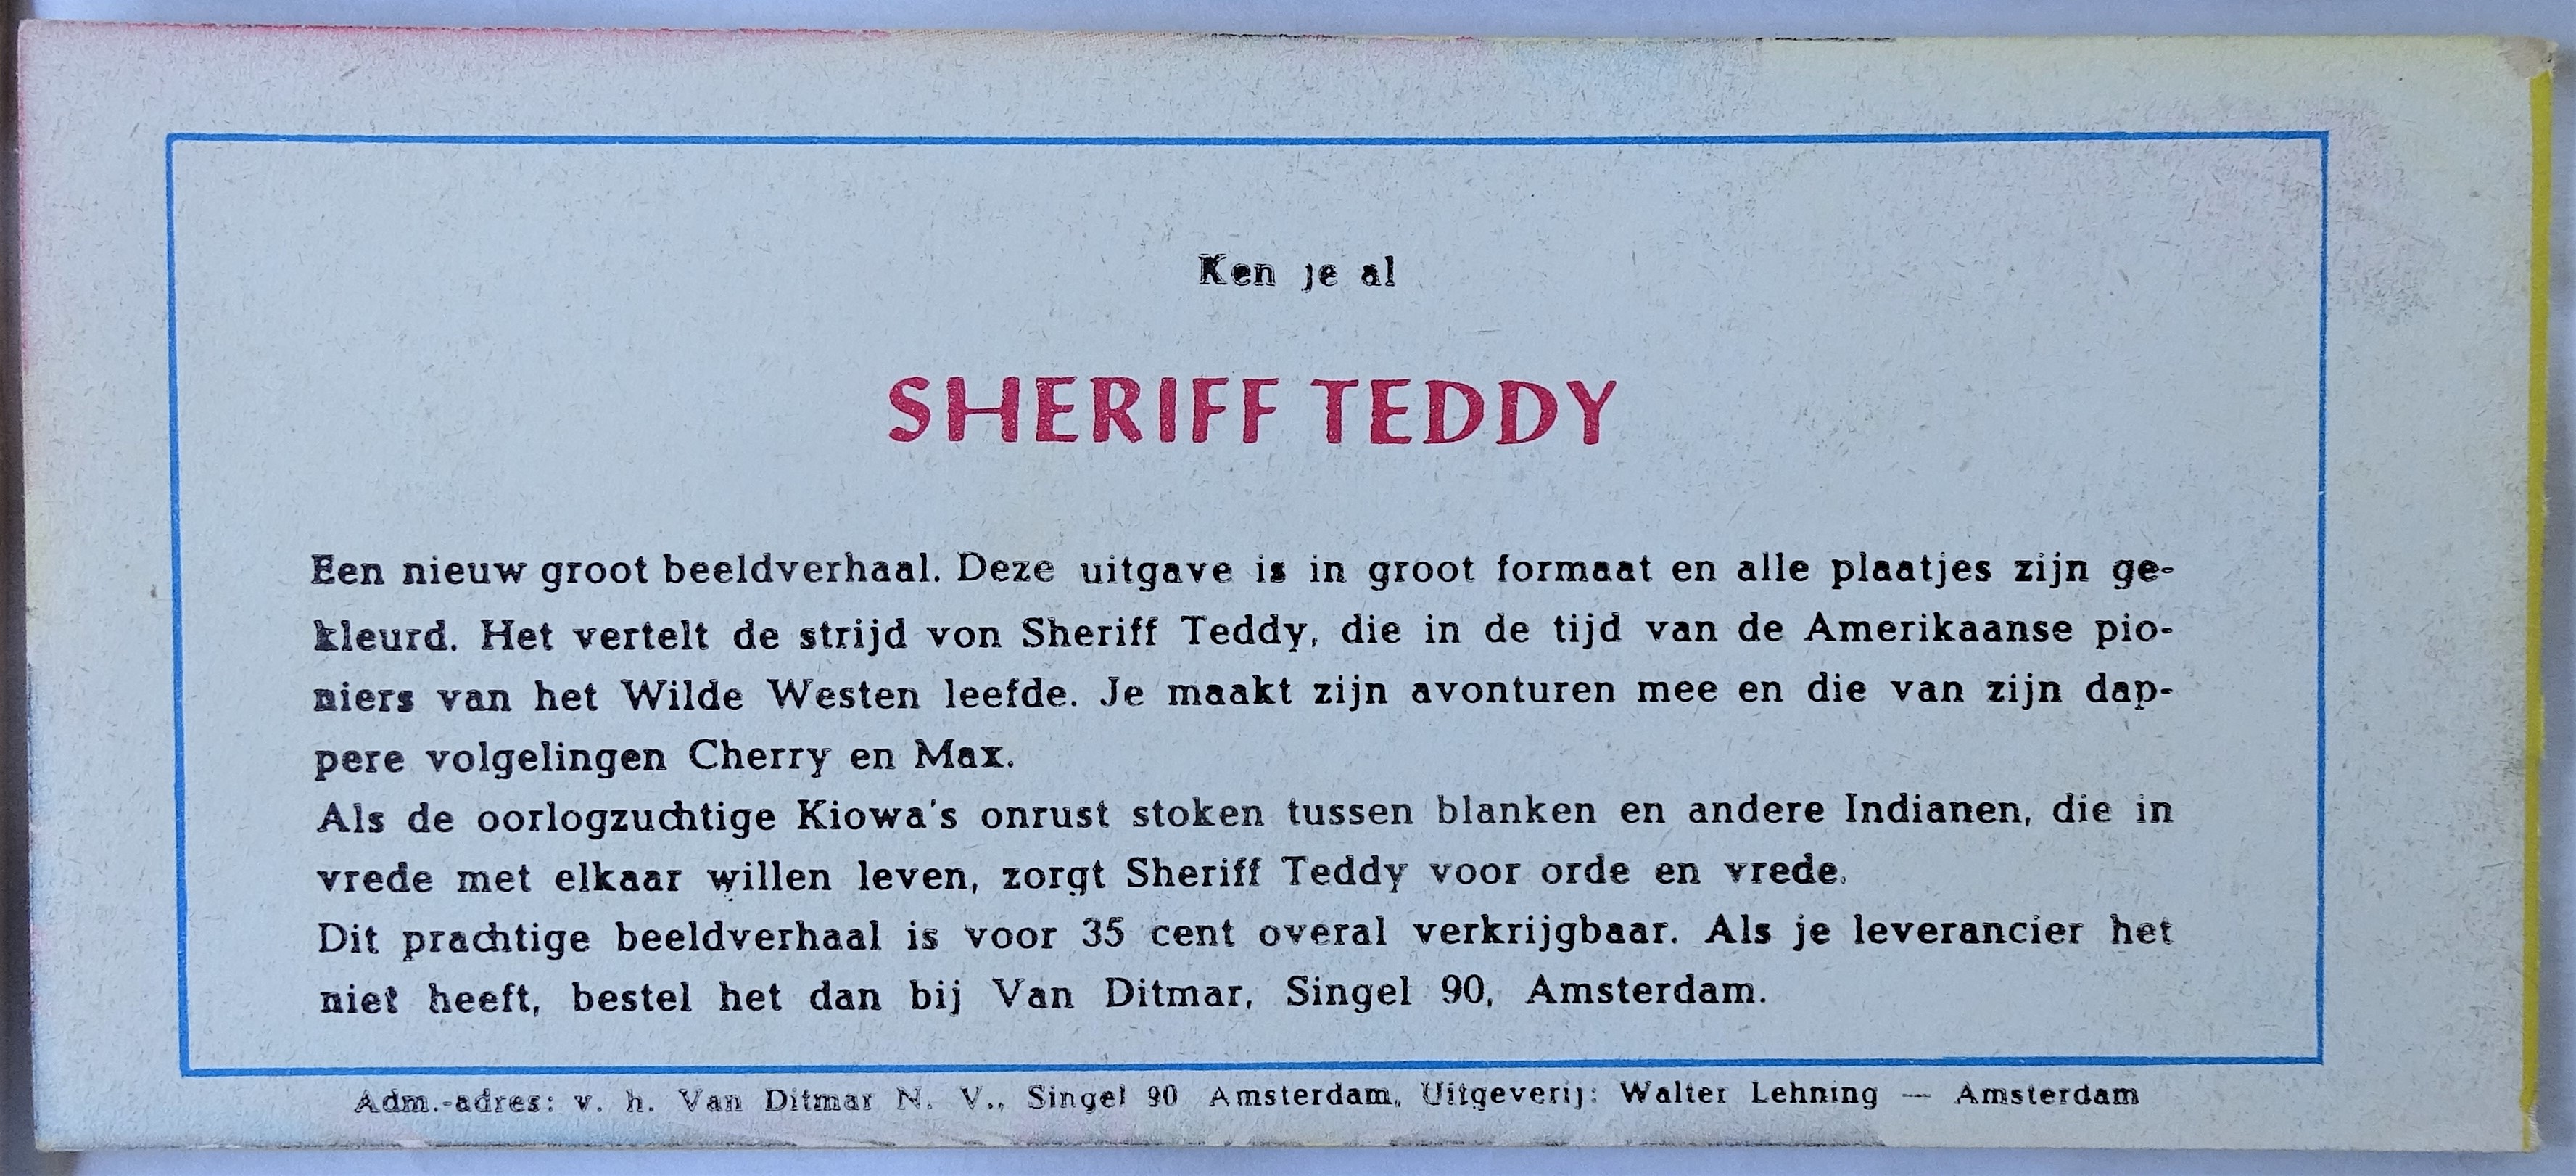 Ken je al
SHERIFF TEDDY
Een nieuw groot beeldverhaal. Deze uitgave is in groot formaat en alle plaatjes zijn ge-
kleurd. Het vertelt de strijd von Sheriff Teddy, die in de tijd van de Amerikaanse pio-
niers van het Wilde Westen leefde. Je maakt zijn avonturen mee en die van zijn dap-
pere volgelingen Cherry en Max.
Als de oorlogzuchtige Kiowa's onrust stoken tussen blanken en andere Indianen, die in
vrede met elkaar willen leven, zorgt Sheriff Teddy voor orde en vrede.
Dit prachtige beeldverhaal is voor 35 cent overal verkrijgbaar. Als je leverancier het
niet heeft, bestel het dan bij Van Ditmar, Singel 90, Amsterdam.
Adm.-adres: v. h. Van Ditmar N. V., Singel 90 Amsterdam, Uitgeverij: Walter Lehning — Amsterdam